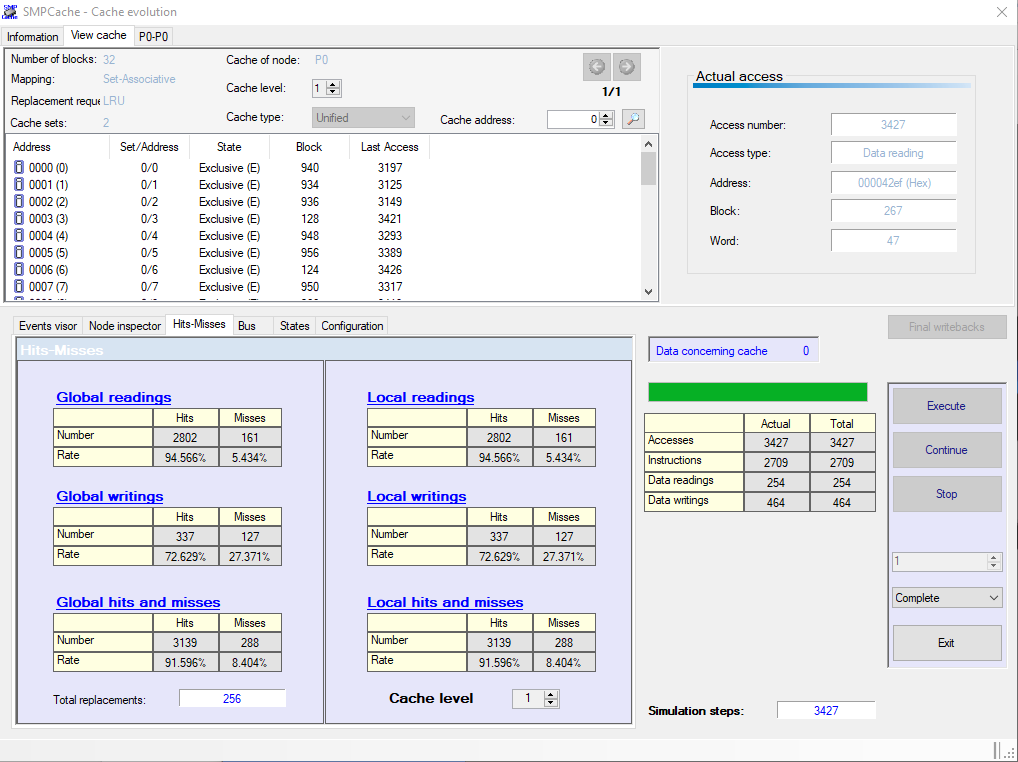 SMPCache - Cache evolution
Information View cache P0-P0
Number of blocks: 32 Cache of node: P0
Mapping: Set-Associative
Cache level: 1
Replacement reque LRU
1/1
Cache type: Unified
Cache sets: 2 Cache address: 0
Address Set/Address State Block Last Access
0000 (0) 0/0 Exclusive (E) 940 3197
0001 (1) 0/1 Exclusive (E) 934 3125
0002 (2) 0/2 Exclusive (E) 936 3149
0003 (3) 0/3 Exclusive (E) 128 3421
0004 (4) 0/4 Exclusive (E) 948 3293
0005 (5) 0/5 Exclusive (E) 956 3389
0006 (6) 0/6 Exclusive (E) 124 3426
0007 (7) 0/7 Exclusive (E) 950 3317
Actual access
Access number: 3427
Access type: Data reading
Address: 000042ef (Hex)
Block: 267
Word: 47
Events visor Node inspector Hits-Misses Bus States Configuration
Hits-Misses
Global readings
Hits Misses
Number 2802 161
Rate 94.566% 5.434%
Global writings
Hits Misses
Number 337 127
Rate 72.629% 27.371%
Global hits and misses
Hits Misses
Number 3139 288
Rate 91.596% 8.404%
Total replacements: 256
Local readings
Hits Misses
Number 2802 161
Rate 94.566% 5.434%
Local writings
Hits Misses
Number 337 127
Rate 72.629% 27.371%
Local hits and misses
Hits Misses
Number 3139 288
Rate 91.596% 8.404%
Cache level 1
Data concerning cache 0
Actual Total
Accesses 3427 3427
Instructions 2709 2709
Data readings 254 254
Data writings 464 464
Simulation steps: 3427
Final writebacks
Execute
Continue
Stop
1
Complete
Exit